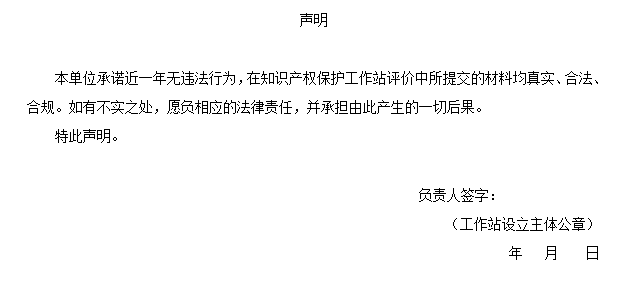 声明
本单位承诺近一年无违法行为，在知识产权保护工作站评价中所提交的材料均真实、合法、
合规。如有不实之处，愿负相应的法律责任，并承担由此产生的一切后果。
特此声明。
负责人签字：
（工作站设立主体公章）
年 月 日